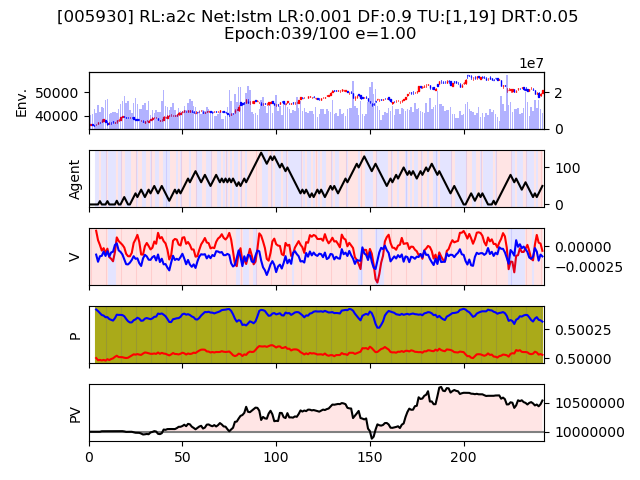 [005930] RL:a2c Net:lstm LR:0.001 DF:0.9 TU:[1,19] DRT:0.05
Epoch:039/100 e=1.00
1e7
Env.
50000
40000
2
0
Agent
100
0
V
0.00000
−0.00025
P
0.50025
0.50000
PV
10500000
10000000
0 50 100 150 200